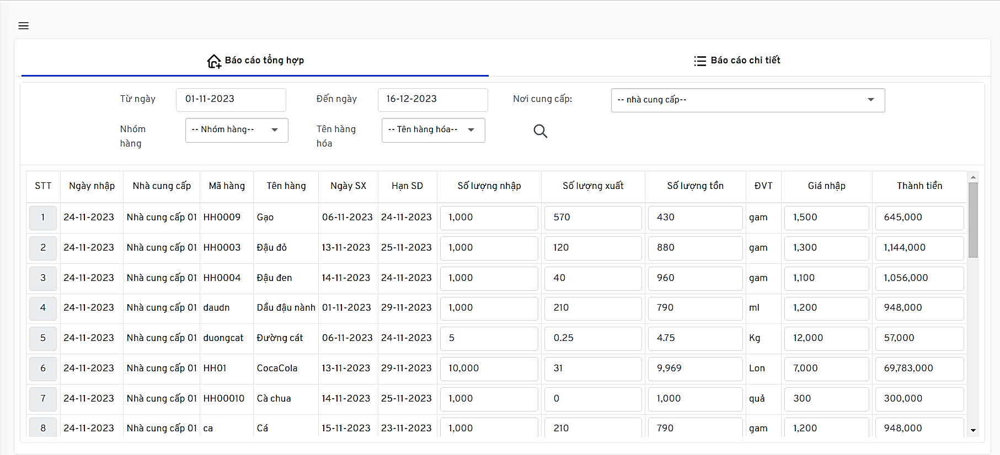 Báo cáo tổng hợp
Báo cáo chi tiết
Từ ngày 01-11-2023 Đến ngày 16-12-2023 Nơi cung cấp: -- nhà cung cấp--
Nhóm hàng -- Nhóm hàng-- Tên hàng hóa -- Tên hàng hóa--
STT Ngày nhập Nhà cung cấp Mã hàng Tên hàng Ngày SX Hạn SD Số lượng nhập Số lượng xuất Số lượng tồn ĐVT Giá nhập Thành tiền
1 24-11-2023 Nhà cung cấp 01 HH0009 Gạo 06-11-2023 24-11-2023 1,000 570 430 gam 1,500 645,000
2 24-11-2023 Nhà cung cấp 01 HH0003 Đậu đỏ 13-11-2023 25-11-2023 1,000 120 880 gam 1,300 1,144,000
3 24-11-2023 Nhà cung cấp 01 HH0004 Đậu đen 14-11-2023 24-11-2023 1,000 40 960 gam 1,100 1,056,000
4 24-11-2023 Nhà cung cấp 01 daudn Dầu đậu nành 01-11-2023 29-11-2023 1,000 210 790 ml 1,200 948,000
5 24-11-2023 Nhà cung cấp 01 duongcat Đường cát 06-11-2023 24-11-2023 5 0.25 4.75 Kg 12,000 57,000
6 24-11-2023 Nhà cung cấp 01 HH01 CocaCola 13-11-2023 29-11-2023 10,000 31 9,969 Lon 7,000 69,783,000
7 24-11-2023 Nhà cung cấp 01 HH00010 Cà chua 14-11-2023 25-11-2023 1,000 0 1,000 quả 300 300,000
8 24-11-2023 Nhà cung cấp 01 ca Cá 15-11-2023 23-11-2023 1,000 210 790 gam 1,200 948,000